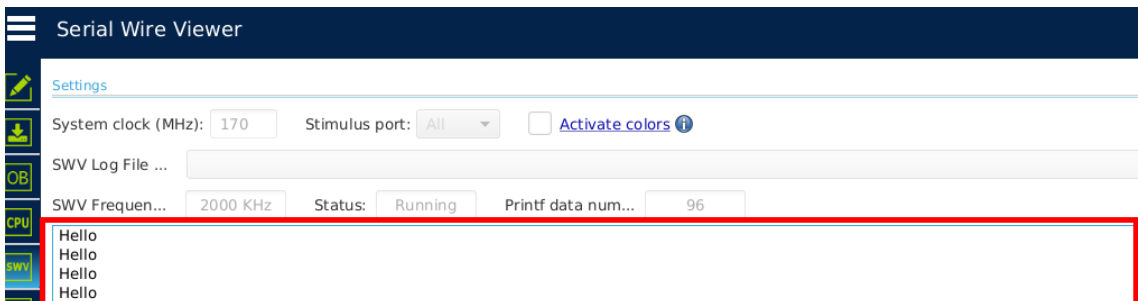 Serial Wire Viewer
Settings
System clock (MHz): 170 Stimulus port: All Activate colors
SWV Log File ...
OB
SWV Frequen... 2000 KHz Status: Running Printf data num... 96
CPU
Hello
Hello
SWV
Hello
Hello